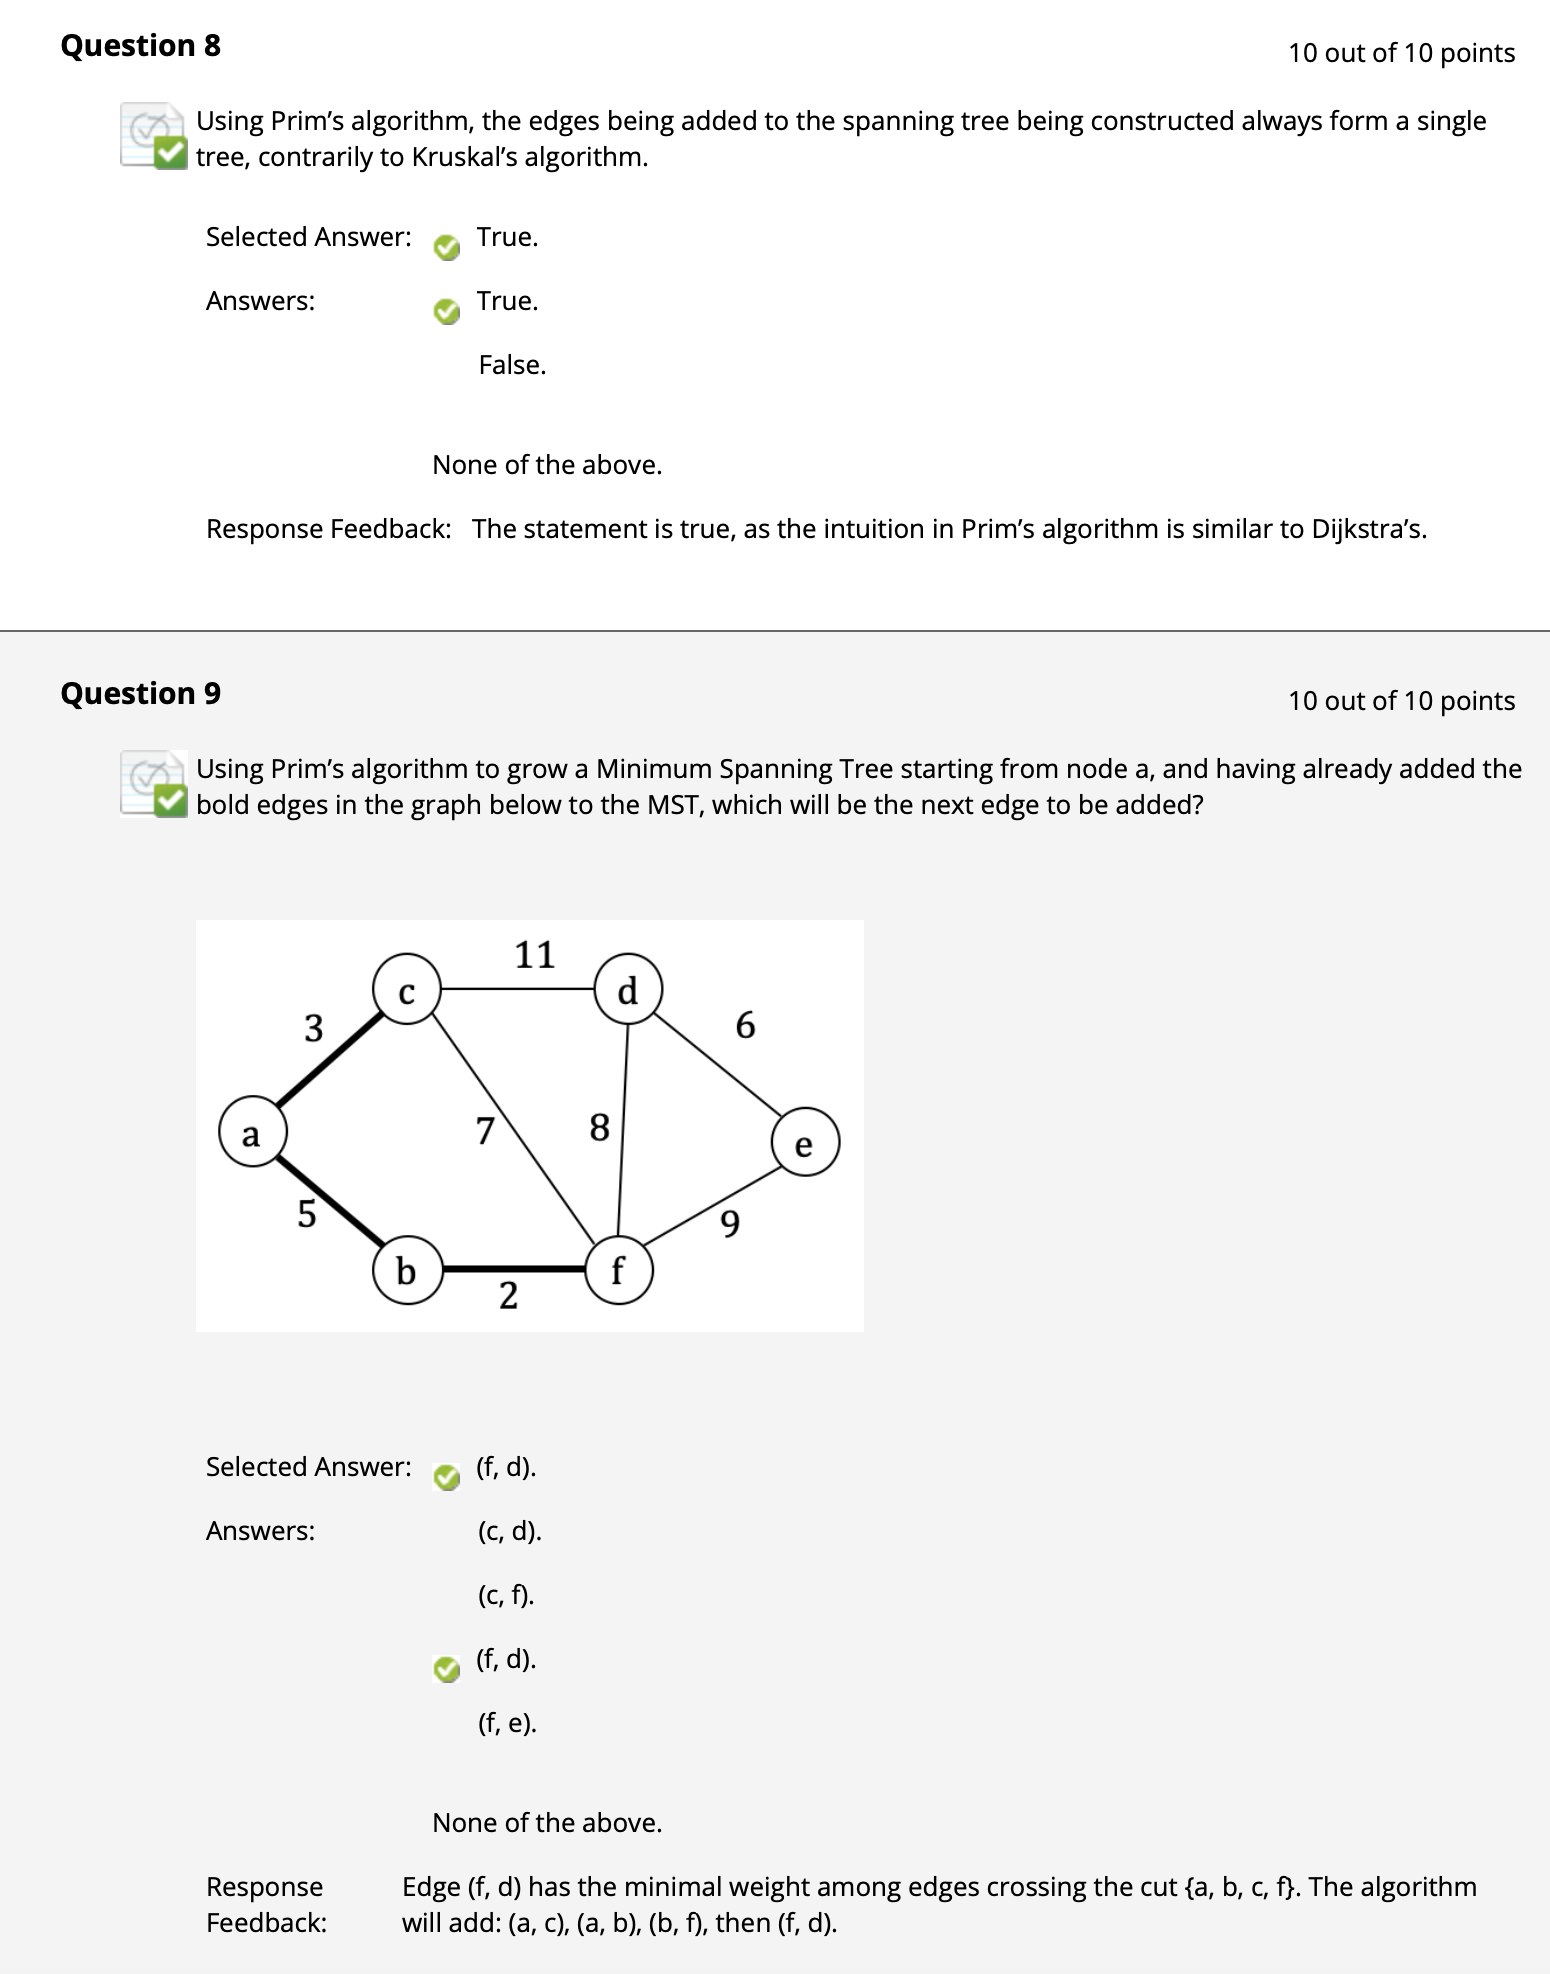 Question 8
10 out of 10 points
Using Prim’s algorithm, the edges being added to the spanning tree being constructed always form a single
tree, contrarily to Kruskal’s algorithm.
Selected Answer: True.
Answers: True.
False.
None of the above.
Response Feedback: The statement is true, as the intuition in Prim’s algorithm is similar to Dijkstra’s.
Question 9
10 out of 10 points
Using Prim’s algorithm to grow a Minimum Spanning Tree starting from node a, and having already added the
bold edges in the graph below to the MST, which will be the next edge to be added?
11
c
d
3
6
a
7
8
e
5
9
b
f
2
Selected Answer: (f, d).
Answers: (c, d).
(c, f).
(f, d).
(f, e).
None of the above.
Response Edge (f, d) has the minimal weight among edges crossing the cut {a, b, c, f}. The algorithm
Feedback: will add: (a, c), (a, b), (b, f), then (f, d).